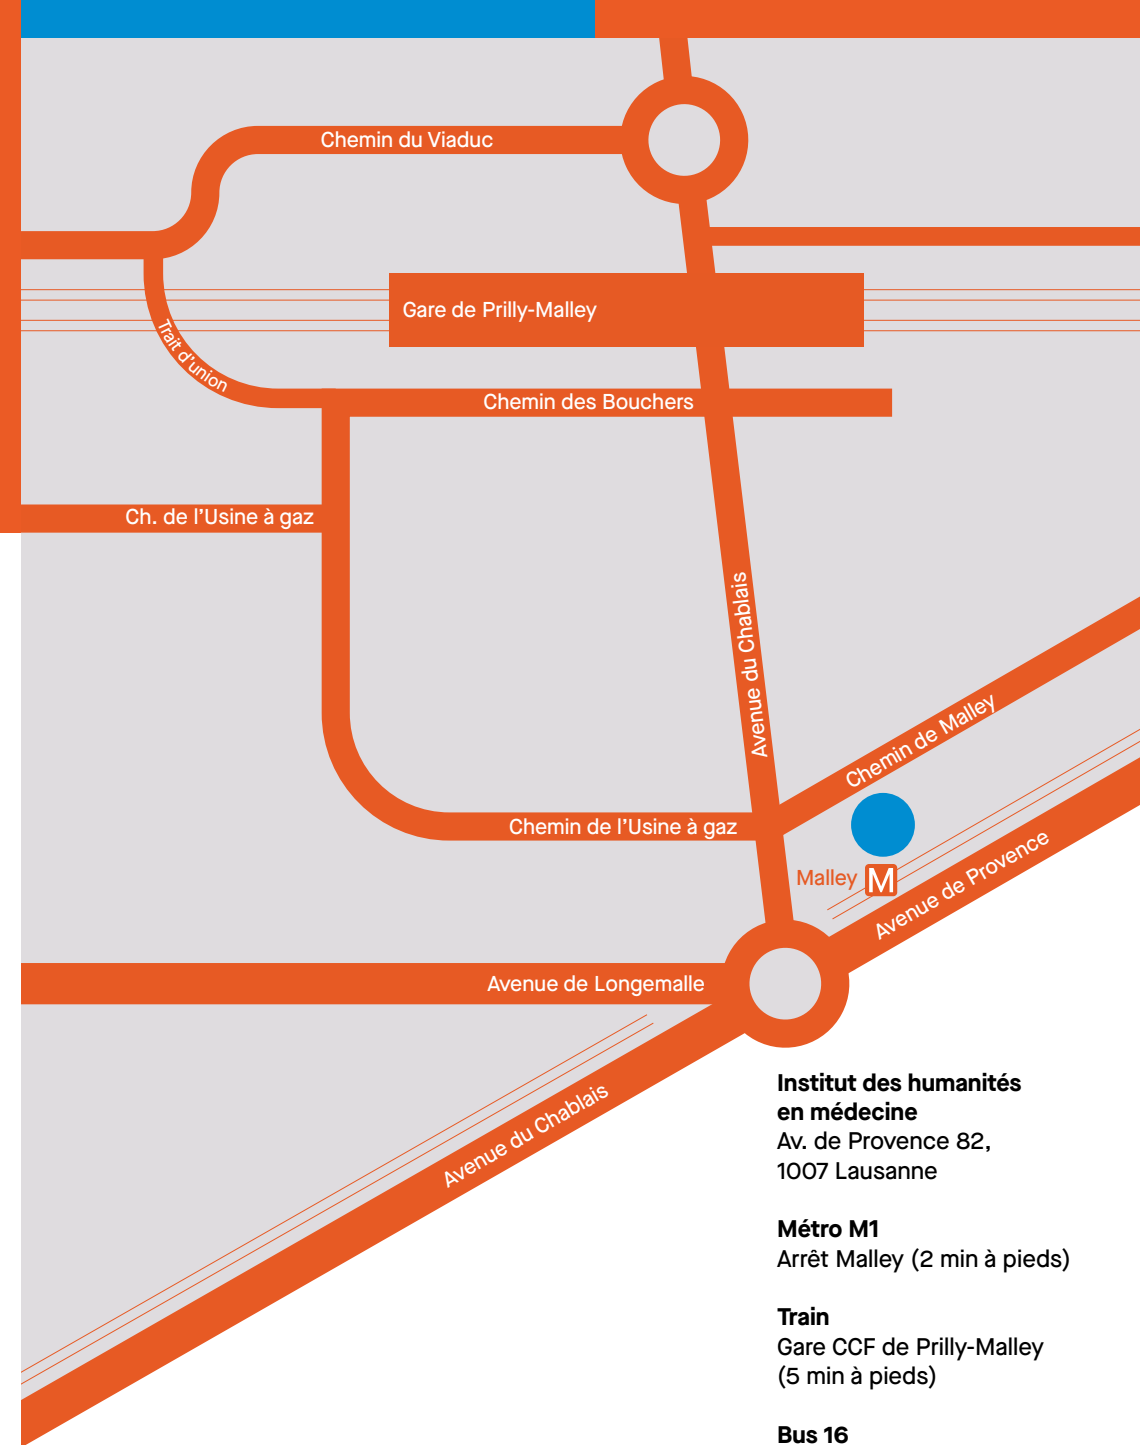 Chemin du Viaduc
Gare de Prilly-Malley
Trait d'union
Chemin des Bouchers
Ch. de l'Usine à gaz
Avenue du Chablais
Chemin de Malley
Chemin de l'Usine à gaz
Malley M
Avenue de Provence
Avenue de Longemalle
Avenue du Chablais
Institut des humanités
en médecine
Av. de Provence 82,
1007 Lausanne
Métro M1
Arrêt Malley (2 min à pieds)
Train
Gare CCF de Prilly-Malley
(5 min à pieds)
Bus 16